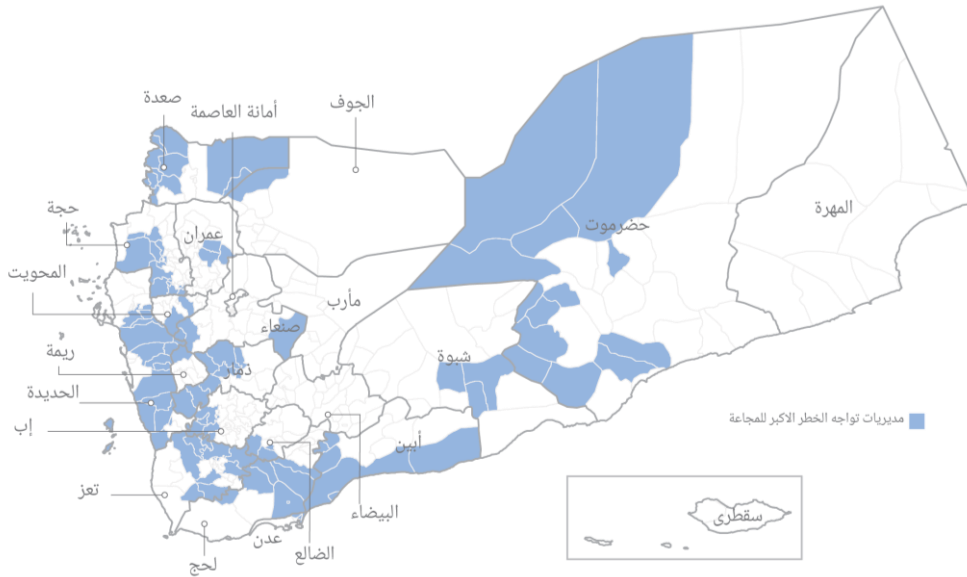 صعدة
أمانة العاصمة
الجوف
حجة
عمران
حضرموت
المهرة
المحويت
مأرب
صنعاء
ريمة
ذمار
شبوة
الحديدة
مديريات تواجه الخطر الاكبر للمجاعة
إب
أبين
تعز
البيضاء
سقطرى
عدن
الضالع
لحج